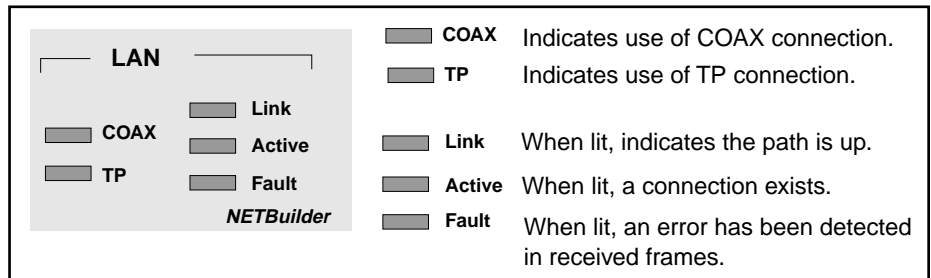 LAN
Link
COAX
Active
TP
Fault
NETBuilder
COAX Indicates use of COAX connection.
TP Indicates use of TP connection.
Link When lit, indicates the path is up.
Active When lit, a connection exists.
Fault When lit, an error has been detected
in received frames.